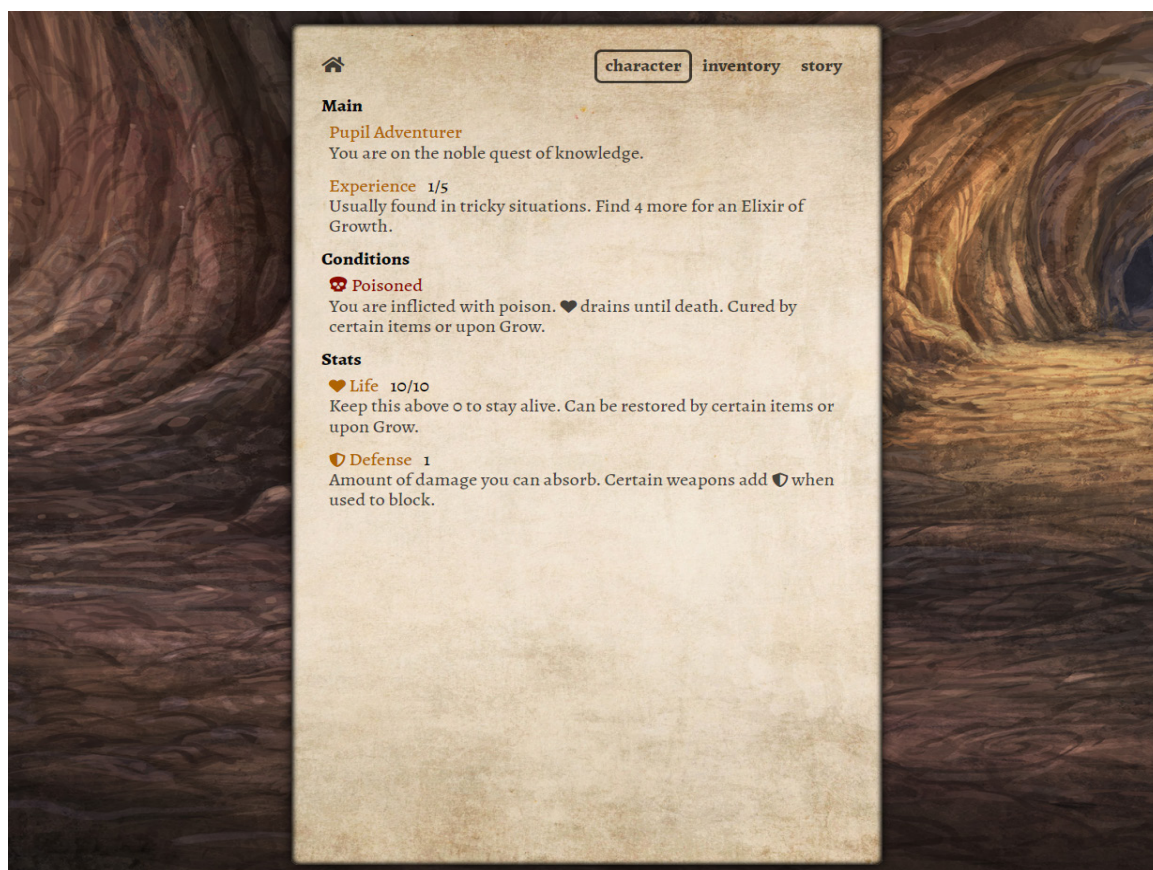 character inventory story
Main
Pupil Adventurer
You are on the noble quest of knowledge.
Experience 1/5
Usually found in tricky situations. Find 4 more for an Elixir of
Growth.
Conditions
Poisoned
You are inflicted with poison. drains until death. Cured by
certain items or upon Grow.
Stats
Life 10/10
Keep this above 0 to stay alive. Can be restored by certain items or
upon Grow.
Defense 1
Amount of damage you can absorb. Certain weapons add when
used to block.